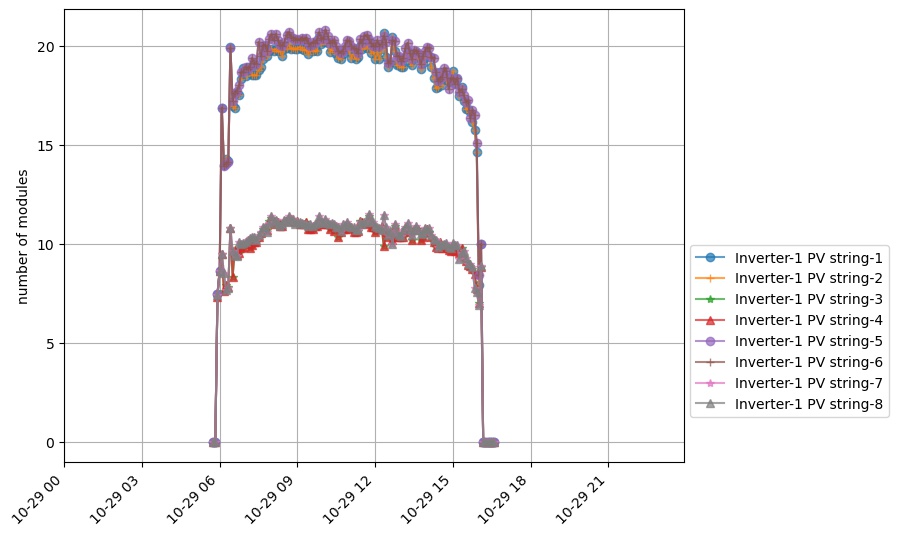 20
15
10
5
0
number of modules
10-29 00
10-29 03
10-29 06
10-29 09
10-29 12
10-29 15
10-29 18
10-29 21
Inverter-1 PV string-1
Inverter-1 PV string-2
Inverter-1 PV string-3
Inverter-1 PV string-4
Inverter-1 PV string-5
Inverter-1 PV string-6
Inverter-1 PV string-7
Inverter-1 PV string-8